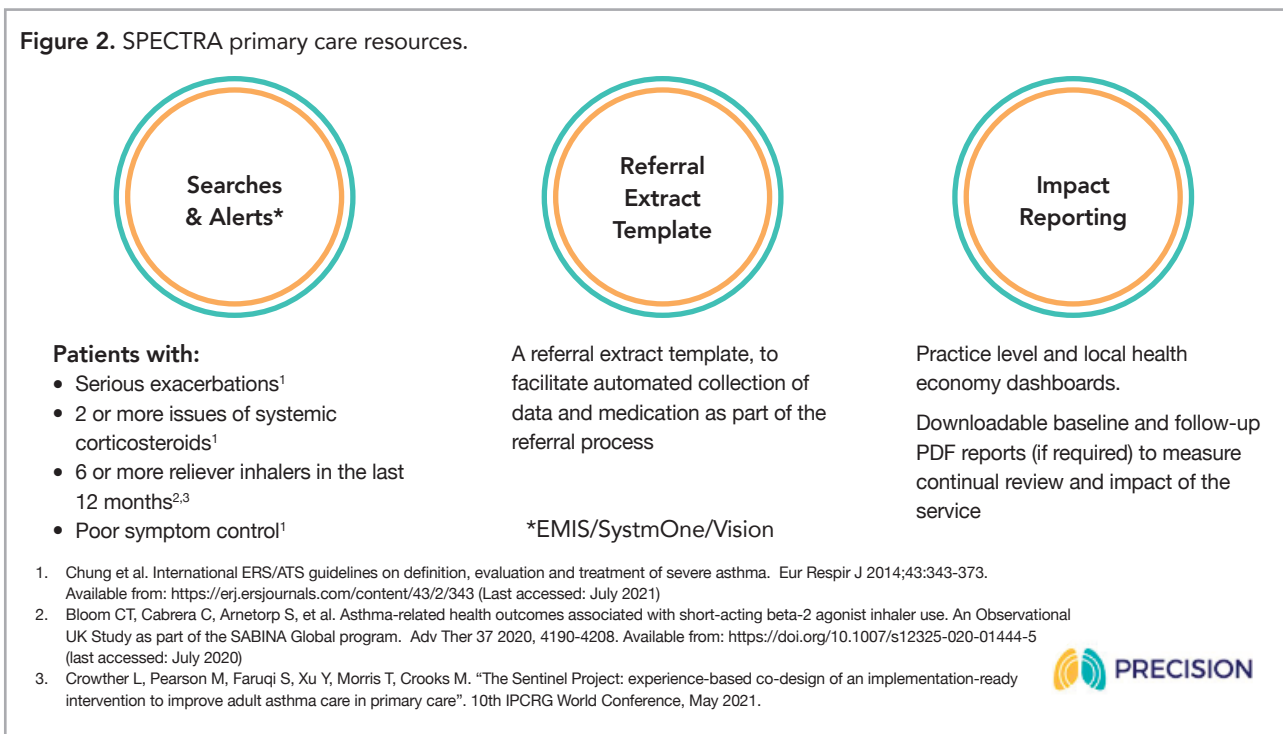 Figure 2. SPECTRA primary care resources.
Searches
& Alerts*
Referral
Extract
Template
Impact
Reporting
Patients with:
• Serious exacerbations¹
• 2 or more issues of systemic
corticosteroids¹
• 6 or more reliever inhalers in the last
12 months²,³
• Poor symptom control¹
A referral extract template, to
facilitate automated collection of
data and medication as part of the
referral process
*EMIS/SystmOne/Vision
Practice level and local health
economy dashboards.
Downloadable baseline and follow-up
PDF reports (if required) to measure
continual review and impact of the
service
1. Chung et al. International ERS/ATS guidelines on definition, evaluation and treatment of severe asthma. Eur Respir J 2014;43:343-373.
Available from: https://erj.ersjournals.com/content/43/2/343 (Last accessed: July 2021)
2. Bloom CT, Cabrera C, Arnetorp S, et al. Asthma-related health outcomes associated with short-acting beta-2 agonist inhaler use. An Observational
UK Study as part of the SABINA Global program. Adv Ther 37 2020, 4190-4208. Available from: https://doi.org/10.1007/s12325-020-01444-5
(last accessed: July 2020)
3. Crowther L, Pearson M, Faruqi S, Xu Y, Morris T, Crooks M. “The Sentinel Project: experience-based co-design of an implementation-ready
intervention to improve adult asthma care in primary care”. 10th IPCRG World Conference, May 2021.
PRECISION